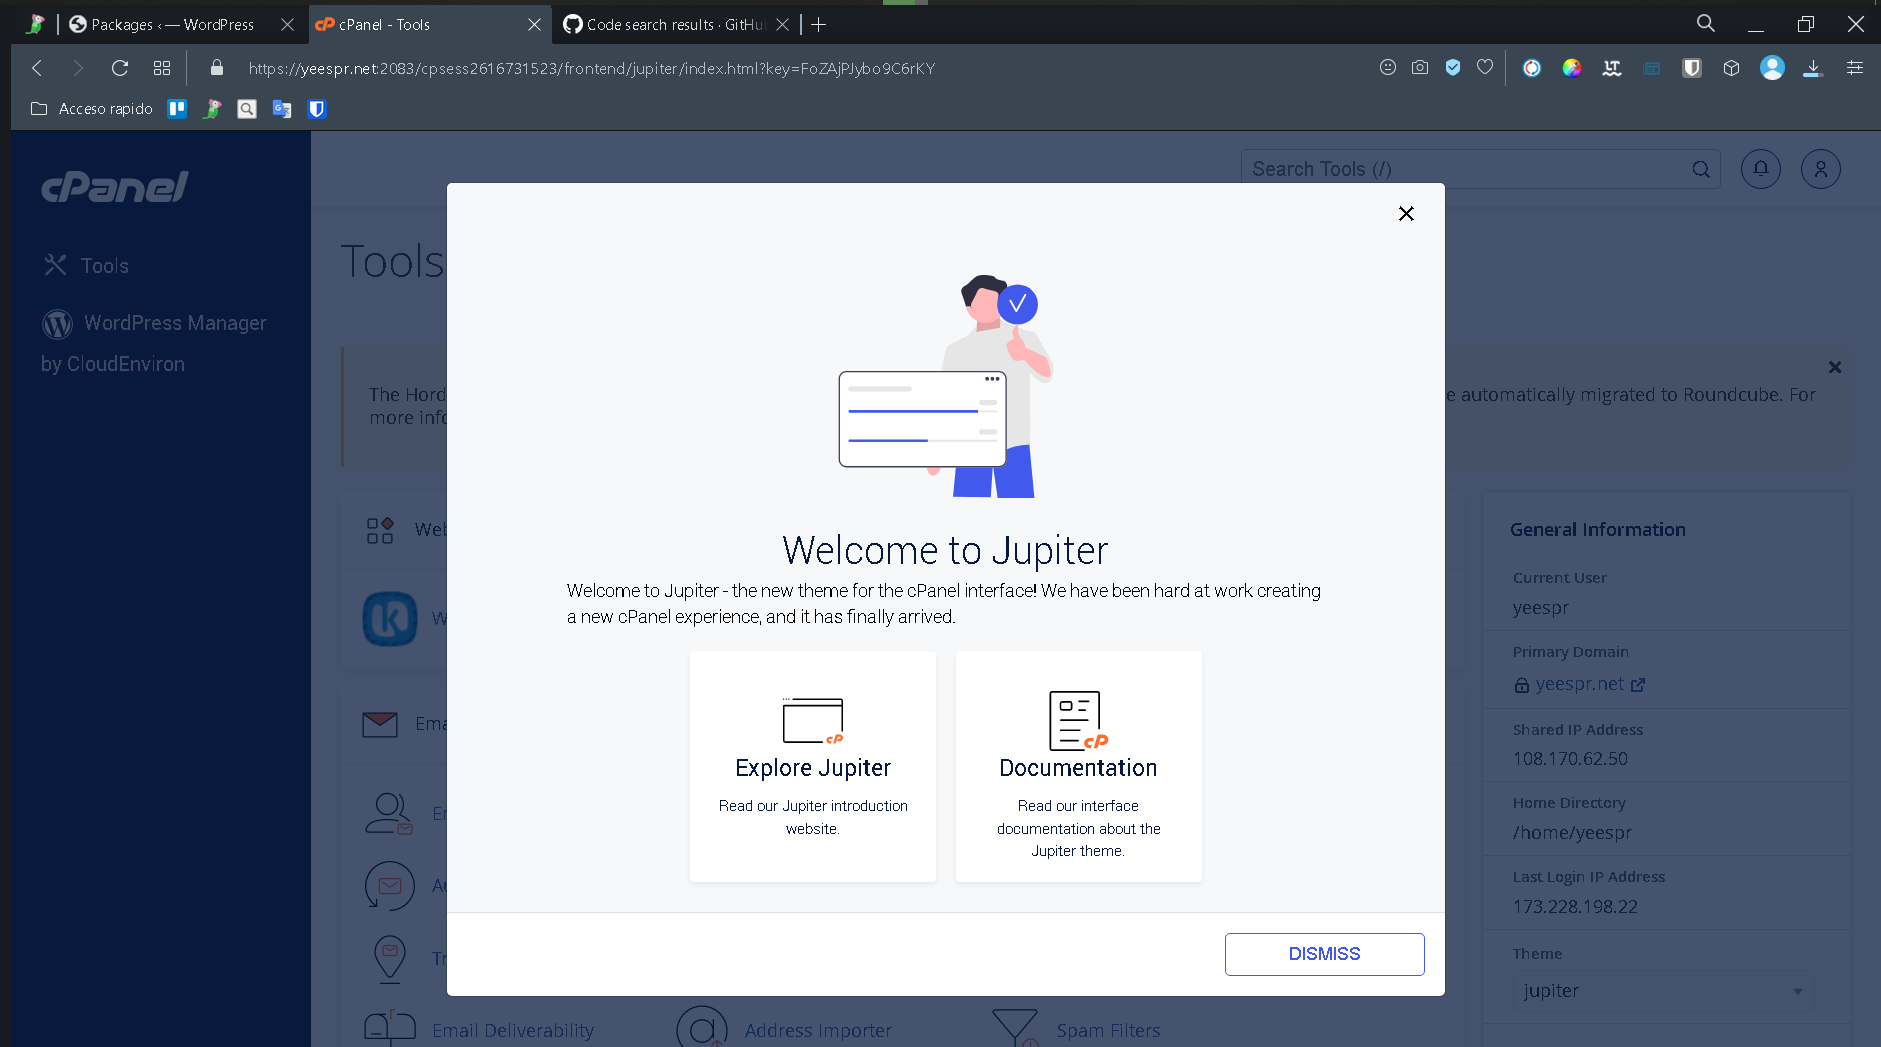 Packages ‹ — WordPress
cPanel - Tools
Code search results · GitHu
https://yeespr.net:2083/cpsess2616731523/frontend/jupiter/index.html?key=FoZAjPJybo9C6rKY
Acceso rapido
cPanel
Search Tools (/)
Tools
WordPress Manager
by CloudEnviron
Tools
The Hord
e automatically migrated to Roundcube. For
more info
Welcome to Jupiter
Welcome to Jupiter - the new theme for the cPanel interface! We have been hard at work creating
a new cPanel experience, and it has finally arrived.
cP
Explore Jupiter
Read our Jupiter introduction
website.
cP
Documentation
Read our interface
documentation about the
Jupiter theme.
DISMISS
Web
W
Ema
Em
Au
Tr
Email Deliverability
Address Importer
Spam Filters
General Information
Current User
yeespr
Primary Domain
yeespr.net
Shared IP Address
108.170.62.50
Home Directory
/home/yeespr
Last Login IP Address
173.228.198.22
Theme
jupiter